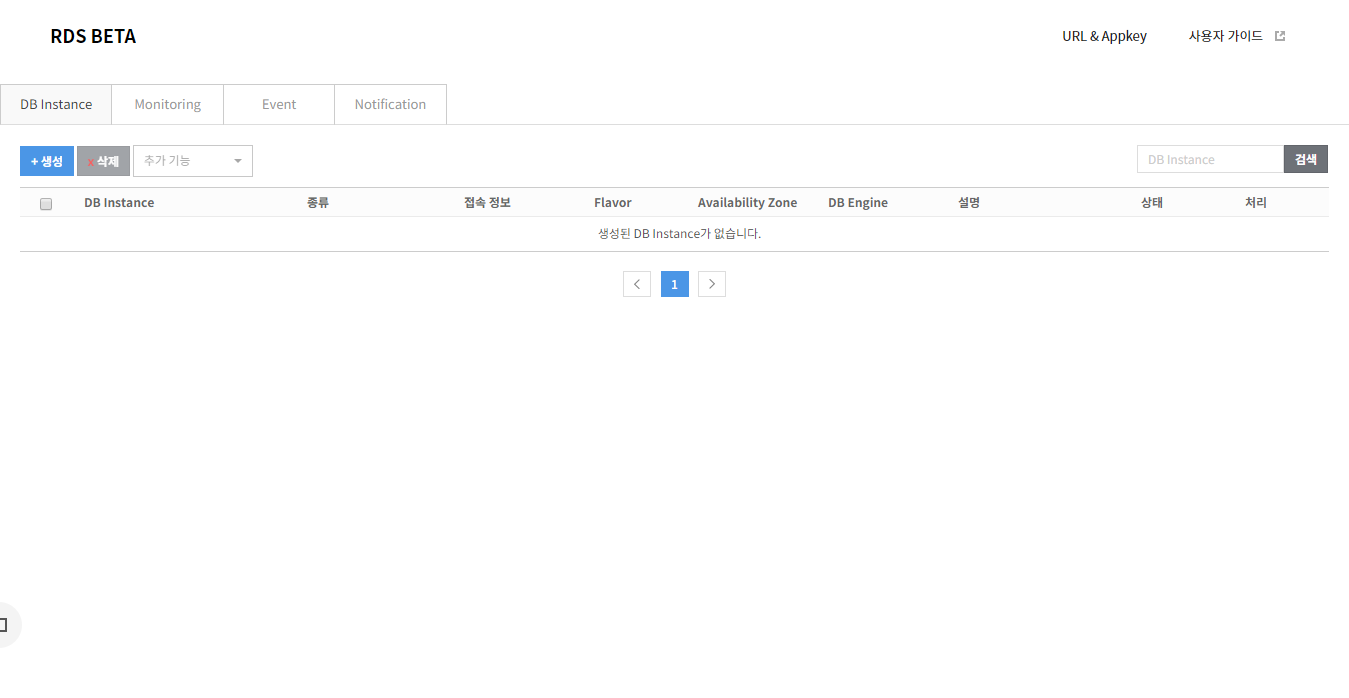 RDS BETA URL & Appkey 사용자 가이드
DB Instance Monitoring Event Notification
+ 생성 x 삭제 추가 기능 DB Instance 검색
DB Instance 종류 접속 정보 Flavor Availability Zone DB Engine 설명 상태 처리
생성된 DB Instance가 없습니다.
1